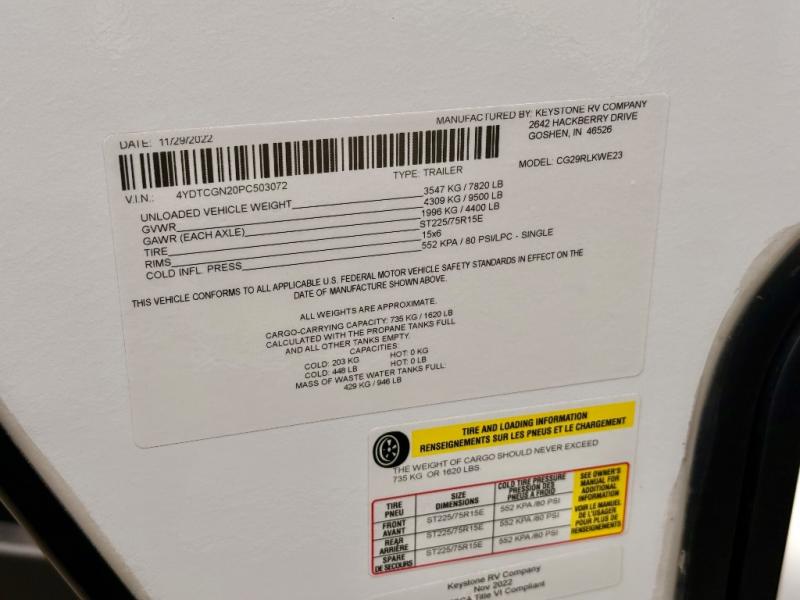 DATE: 11/29/2022
MANUFACTURED BY: KEYSTONE RV COMPANY
2642 HACKBERRY DRIVE
GOSHEN, IN 46526
V.I.N.: 4YDTCGN20PC503072
TYPE: TRAILER
MODEL: CG29RLKWE23
UNLOADED VEHICLE WEIGHT 3547 KG / 7820 LB
GVWR 4309 KG / 9500 LB
GAWR (EACH AXLE) 1996 KG / 4400 LB
TIRE ST225/75R15E
RIMS 15x6
COLD INFL. PRESS 552 KPA / 80 PSI/LPC - SINGLE
THIS VEHICLE CONFORMS TO ALL APPLICABLE U.S. FEDERAL MOTOR VEHICLE SAFETY STANDARDS IN EFFECT ON THE
DATE OF MANUFACTURE SHOWN ABOVE.
ALL WEIGHTS ARE APPROXIMATE.
CARGO-CARRYING CAPACITY: 735 KG / 1620 LB
CALCULATED WITH THE PROPANE TANKS FULL
AND ALL OTHER TANKS EMPTY.
CAPACITIES:
COLD: 203 KG HOT: 0 KG
COLD: 448 LB HOT: 0 LB
MASS OF WASTE WATER TANKS FULL:
429 KG / 946 LB
TIRE AND LOADING INFORMATION
RENSEIGNEMENTS SUR LES PNEUS ET LE CHARGEMENT
THE WEIGHT OF CARGO SHOULD NEVER EXCEED
735 KG OR 1620 LBS.
TIRE
PNEU
SIZE
DIMENSIONS
COLD TIRE PRESSURE
PRESSION DES
PNEUS A FROID
FRONT
AVANT
ST225/75R15E
552 KPA /80 PSI
REAR
ARRIÈRE
ST225/75R15E
552 KPA /80 PSI
SPARE
DE SECOURS
ST225/75R15E
552 KPA /80 PSI
SEE OWNER'S
MANUAL FOR
ADDITIONAL
INFORMATION
VOIR LE MANUEL
DE L'USAGER
POUR PLUS DE
RENSEIGNEMENTS
Keystone RV Company
Nov 2022
Title VI Compliant